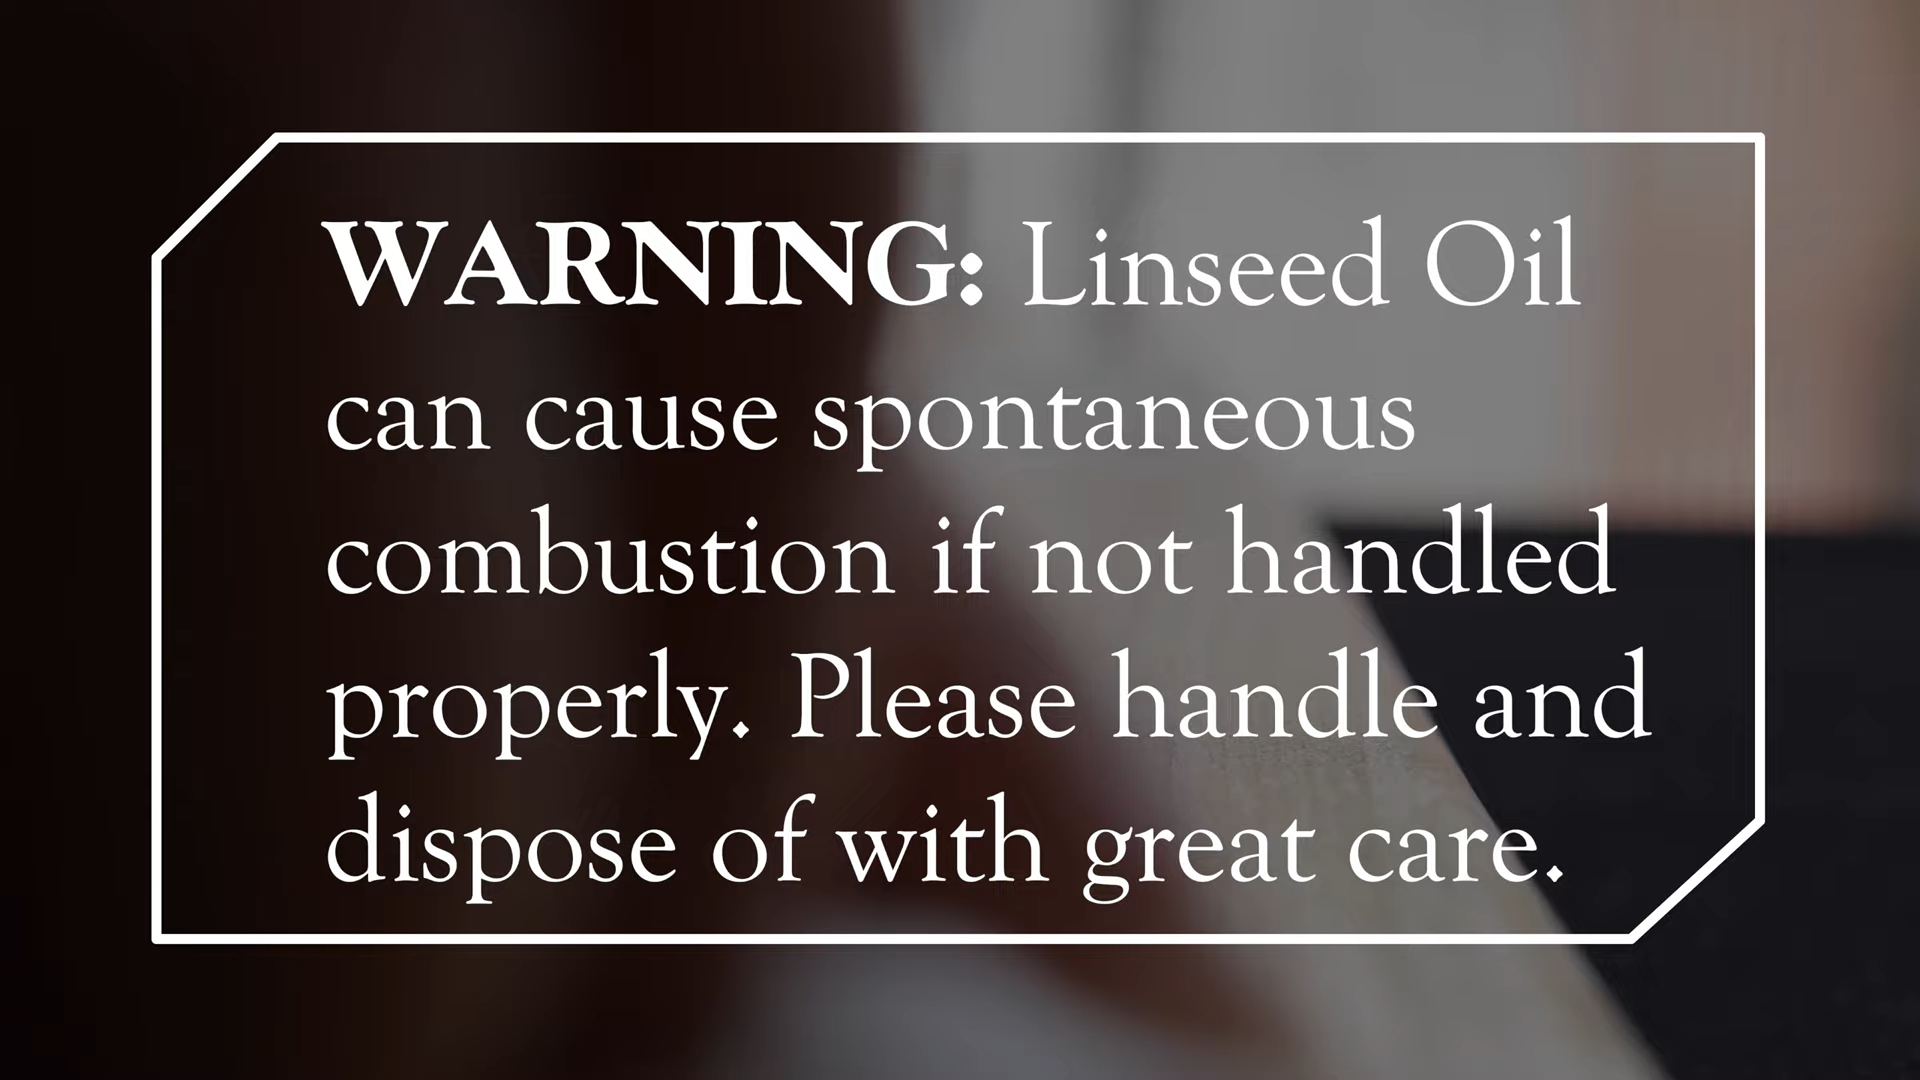 WARNING: Linseed Oil
can cause spontaneous
combustion if not handled
properly. Please handle and
dispose of with great care.